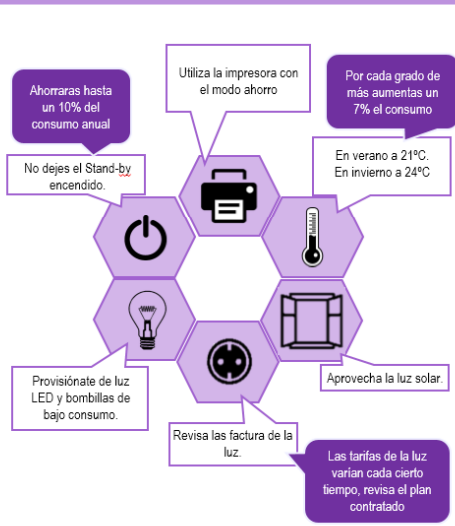 Utiliza la impresora con
el modo ahorro
Ahorraras hasta
un 10% del
consumo anual
No dejes el Stand-by
encendido.
Por cada grado de
más aumentas un
7% el consumo
En verano a 21ºC.
En invierno a 24ºC
Provisiónate de luz
LED y bombillas de
bajo consumo.
Aprovecha la luz solar.
Revisa las factura de la
luz.
Las tarifas de la luz
varían cada cierto
tiempo, revisa el plan
contratado